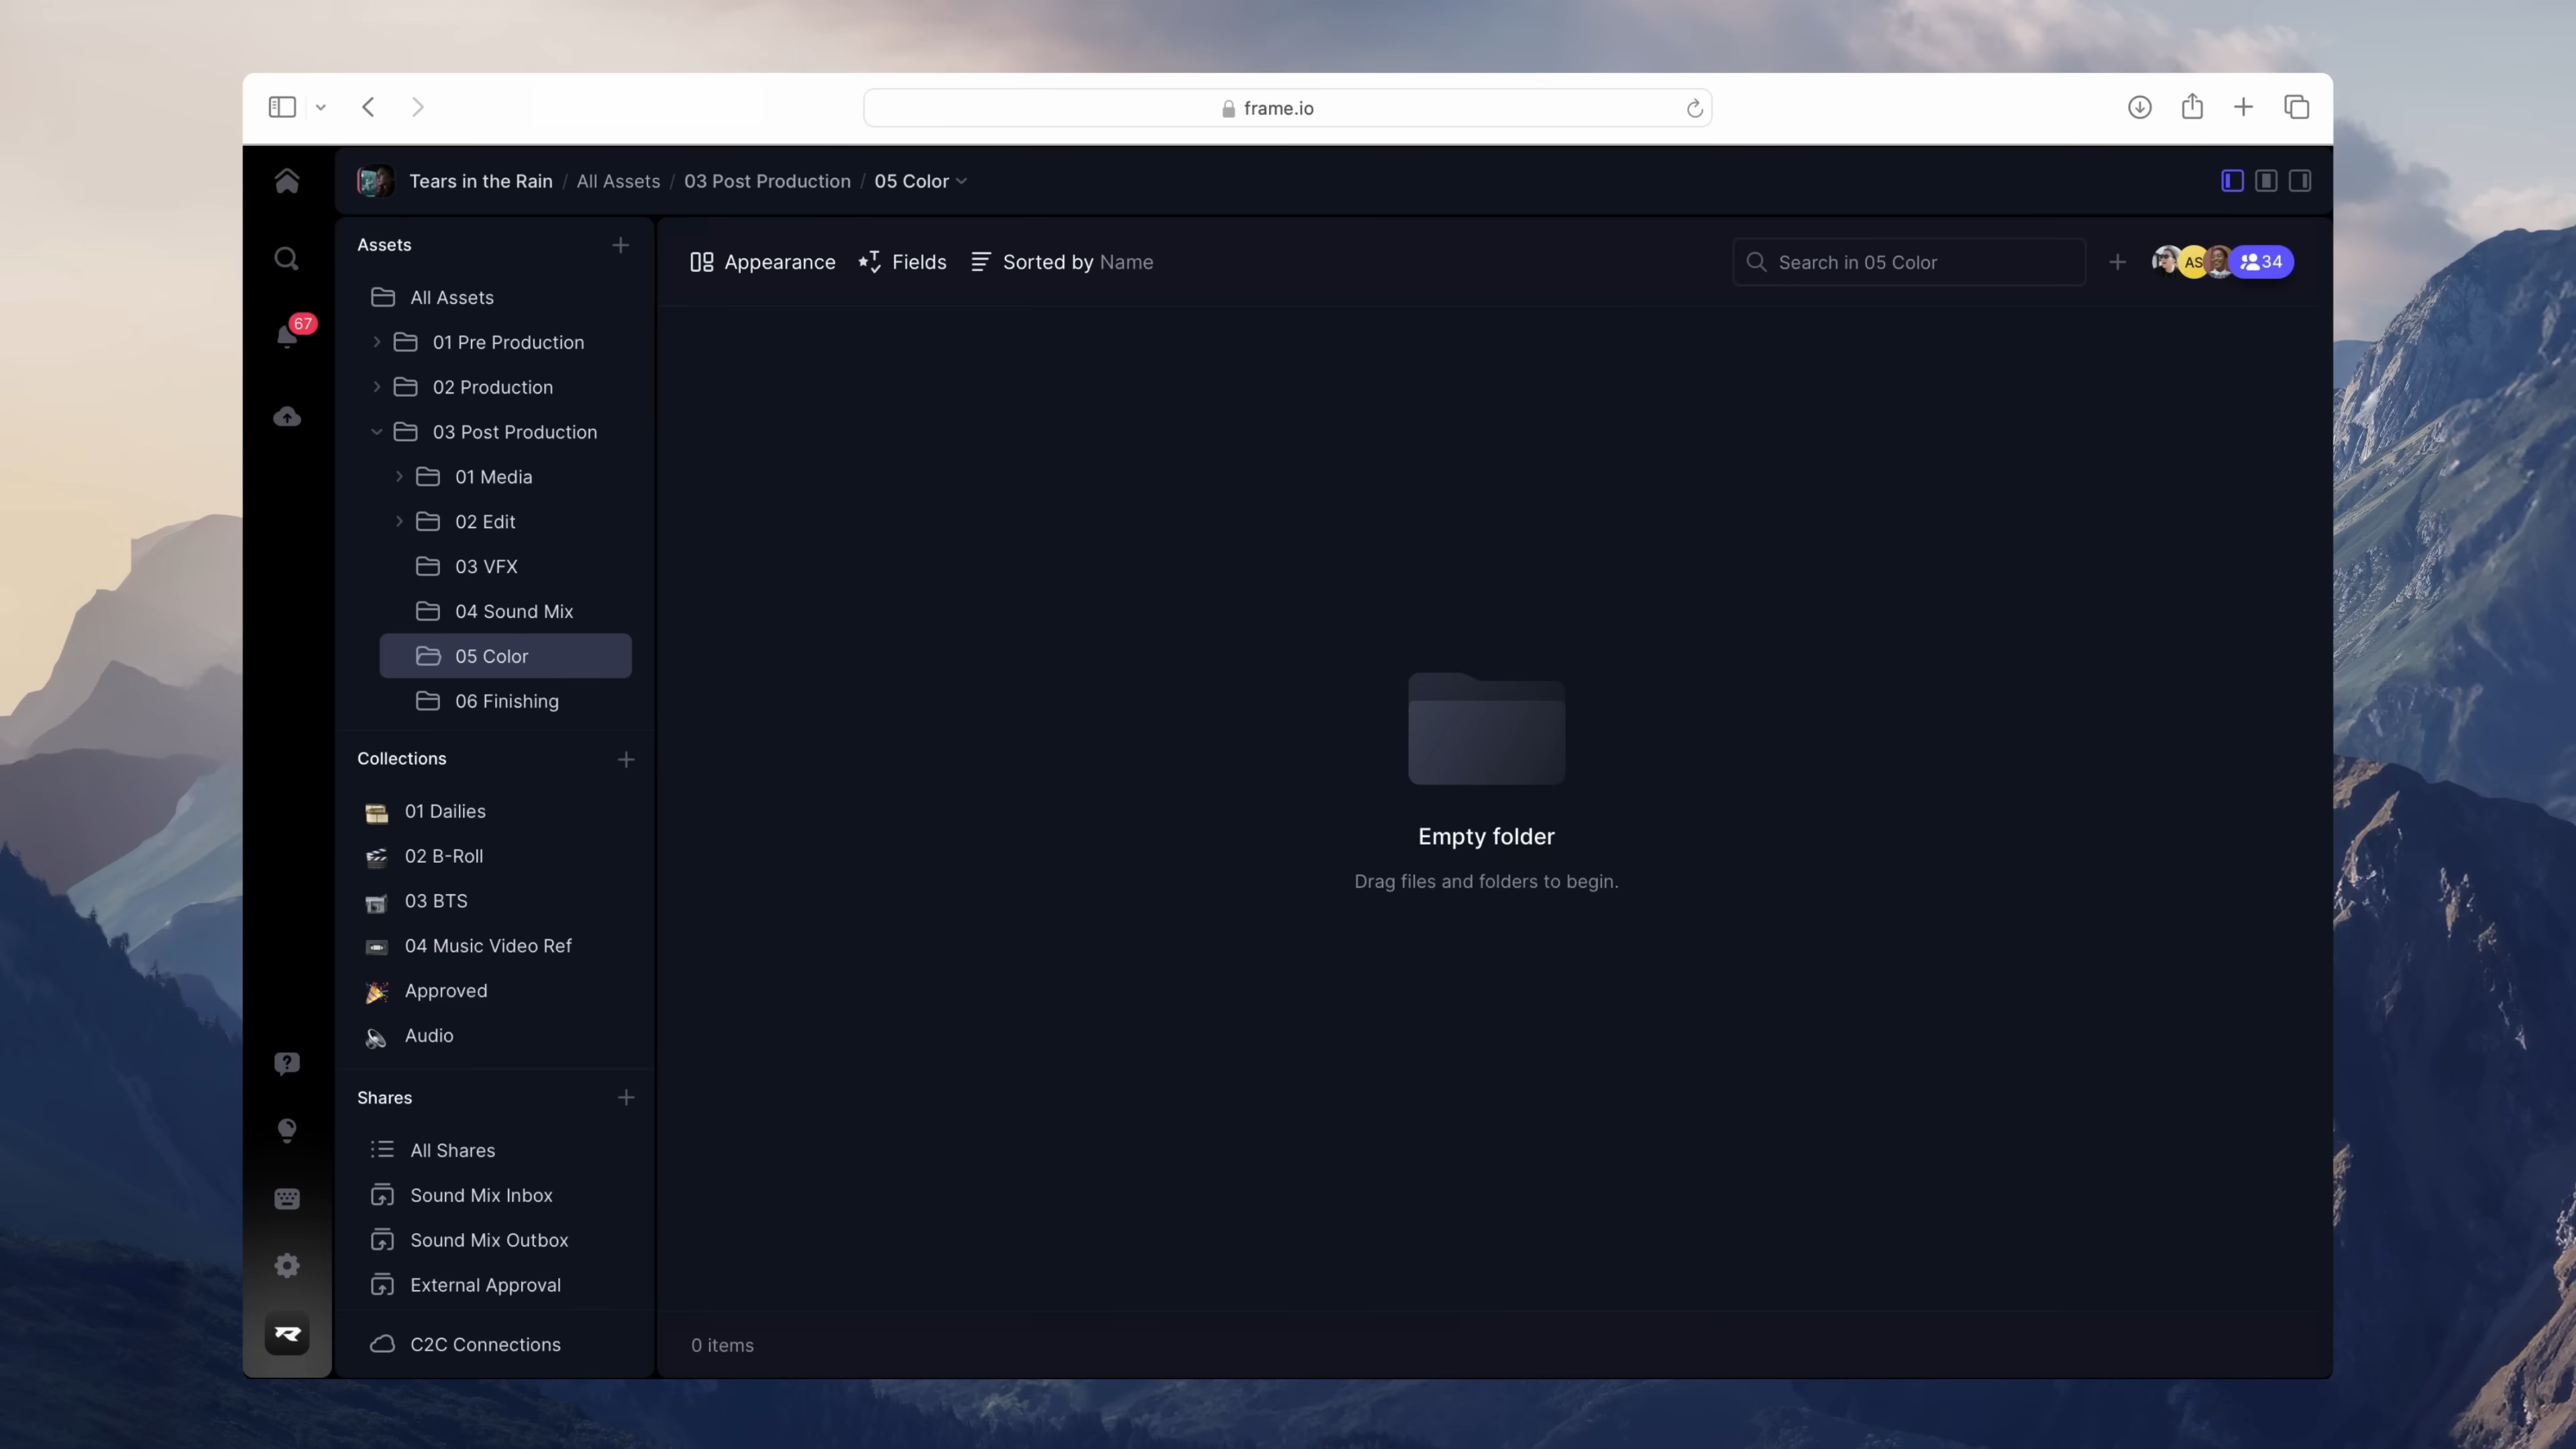 frame.io
Tears in the Rain / All Assets / 03 Post Production / 05 Color
Assets
All Assets
01 Pre Production
02 Production
03 Post Production
01 Media
02 Edit
03 VFX
04 Sound Mix
05 Color
06 Finishing
Collections
01 Dailies
02 B-Roll
03 BTS
04 Music Video Ref
Approved
Audio
Shares
All Shares
Sound Mix Inbox
Sound Mix Outbox
External Approval
C2C Connections
67
Appearance Fields Sorted by Name
Search in 05 Color
AS 34
Empty folder
Drag files and folders to begin.
0 items